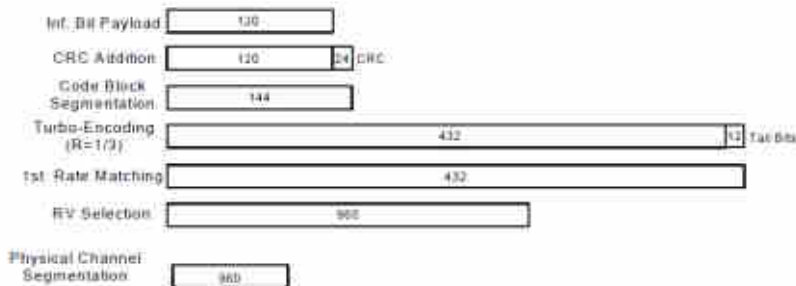 Inf. Bit Payload
120
CRC Addition
120
24
CRC
Code Block
Segmentation
144
Turbo-Encoding
(R=1/3)
432
12
Tail Bits
1st Rate Matching
432
RV Selection
960
Physical Channel
Segmentation
960